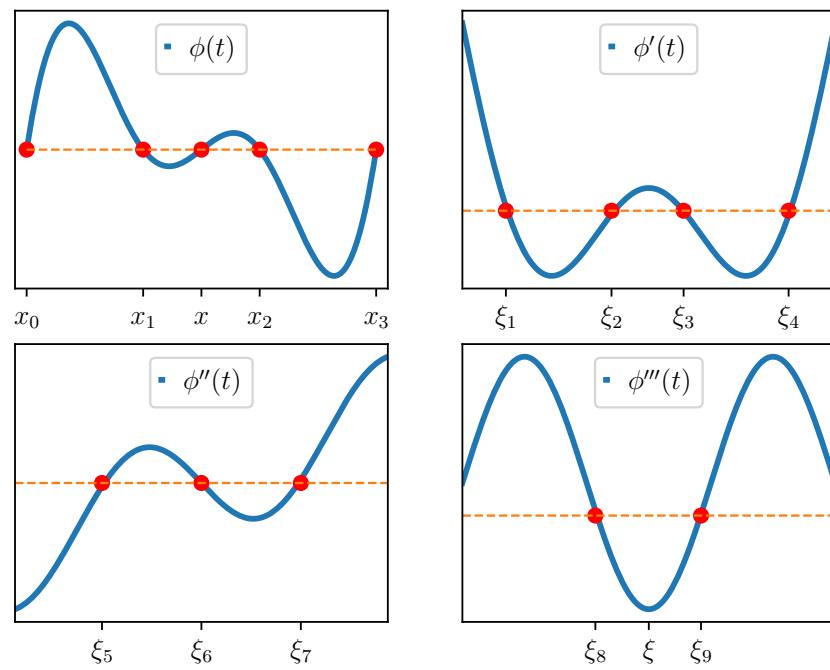 ϕ(t)
x₀ x₁ x x₂ x₃
ϕ′(t)
ξ₁ ξ₂ ξ₃ ξ₄
ϕ″(t)
ξ₅ ξ₆ ξ₇
ϕ‴(t)
ξ₈ ξ ξ₉